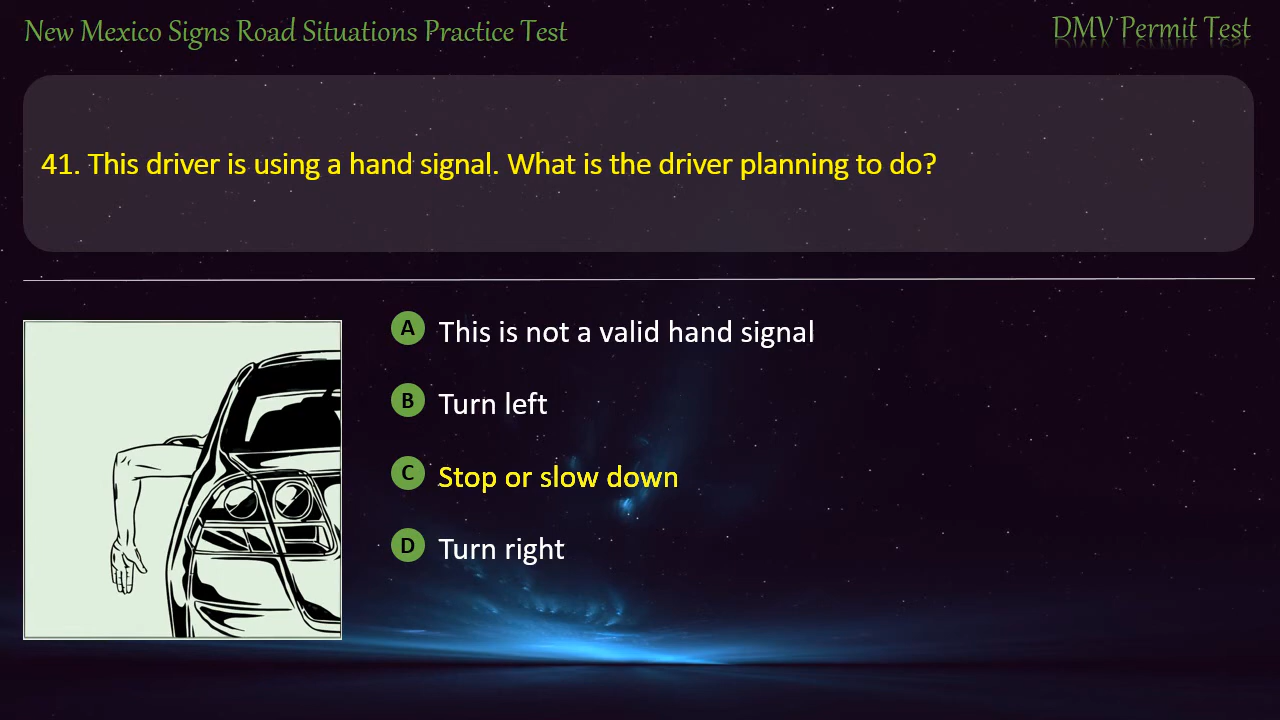 New Mexico Signs Road Situations Practice Test
DMV Permit Test
41. This driver is using a hand signal. What is the driver planning to do?
A This is not a valid hand signal
B Turn left
C Stop or slow down
D Turn right